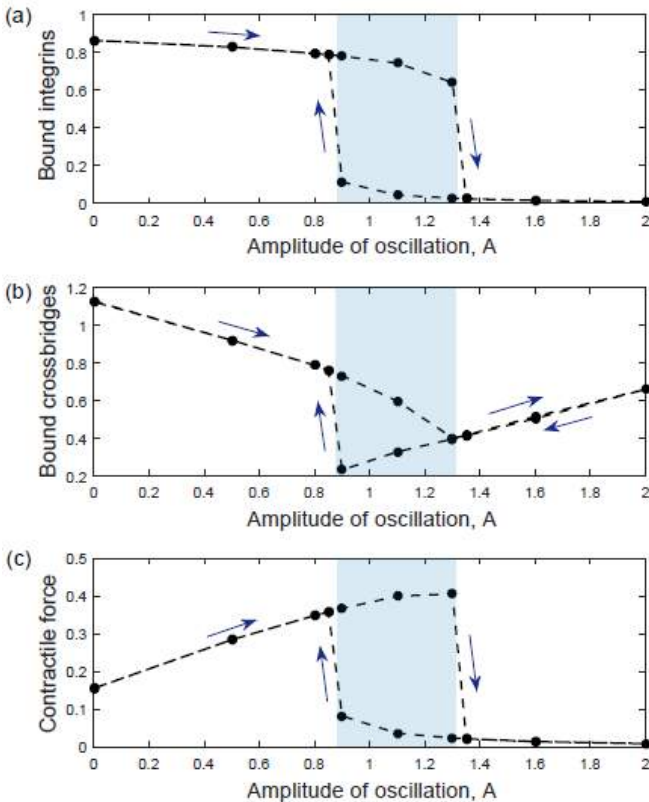 (a)
1
0.8
0.6
0.4
0.2
0
Bound integrins
0 0.2 0.4 0.6 0.8 1 1.2 1.4 1.6 1.8 2
Amplitude of oscillation, A
(b)
1.2
1
0.8
0.6
0.4
0.2
Bound crossbridges
0 0.2 0.4 0.6 0.8 1 1.2 1.4 1.6 1.8 2
Amplitude of oscillation, A
(c)
0.5
0.4
0.3
0.2
0.1
0
Contractile force
0 0.2 0.4 0.6 0.8 1 1.2 1.4 1.6 1.8 2
Amplitude of oscillation, A